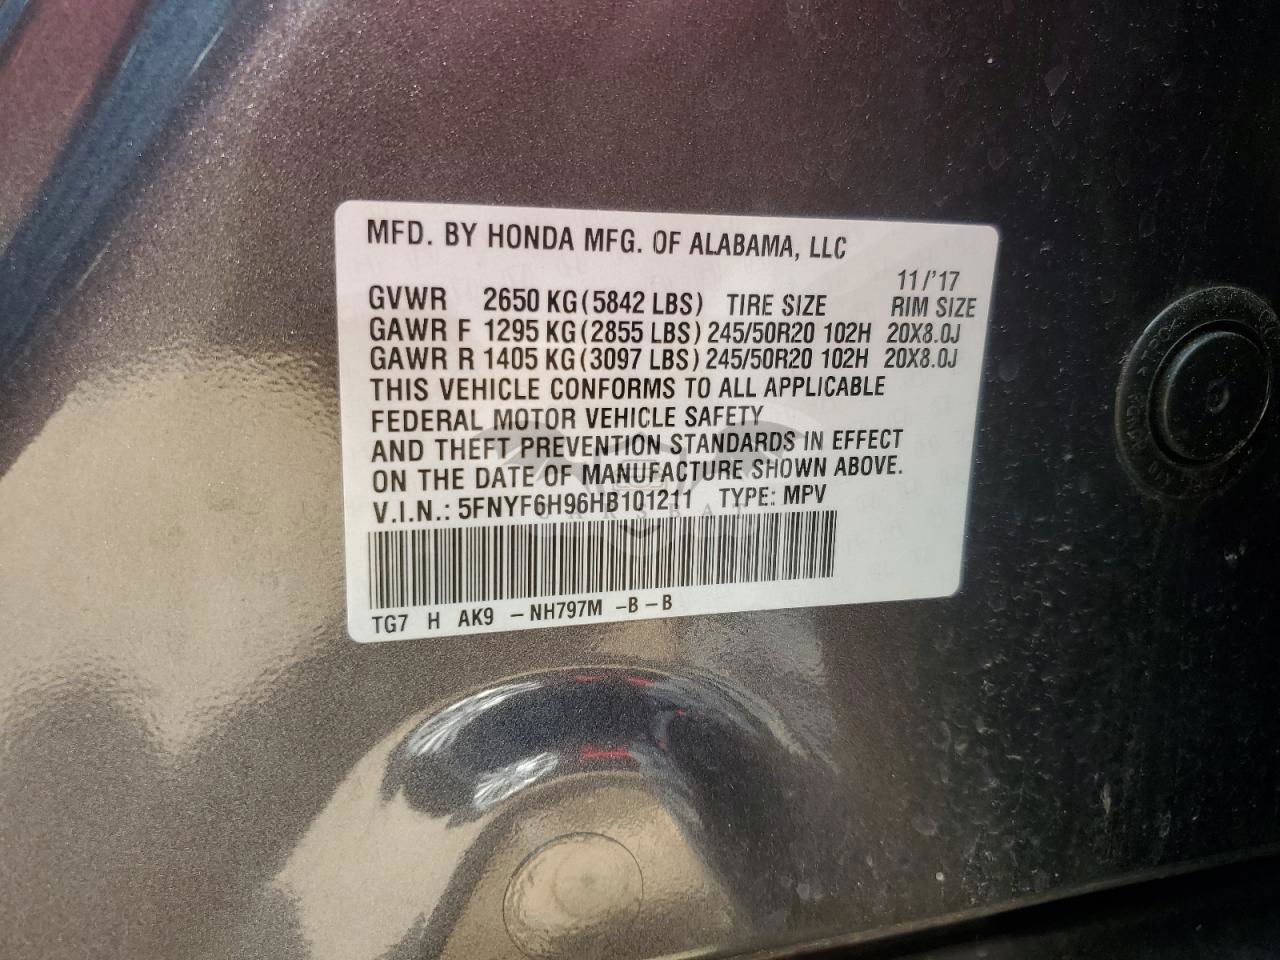 MFD. BY HONDA MFG. OF ALABAMA, LLC
11/'17
GVWR 2650 KG(5842 LBS) TIRE SIZE RIM SIZE
GAWR F 1295 KG(2855 LBS) 245/50R20 102H 20X8.0J
GAWR R 1405 KG(3097 LBS) 245/50R20 102H 20X8.0J
THIS VEHICLE CONFORMS TO ALL APPLICABLE
FEDERAL MOTOR VEHICLE SAFETY
AND THEFT PREVENTION STANDARDS IN EFFECT
ON THE DATE OF MANUFACTURE SHOWN ABOVE.
V.I.N.: 5FNYF6H96HB101211 TYPE: MPV
TG7 H AK9 -NH797M -B-B